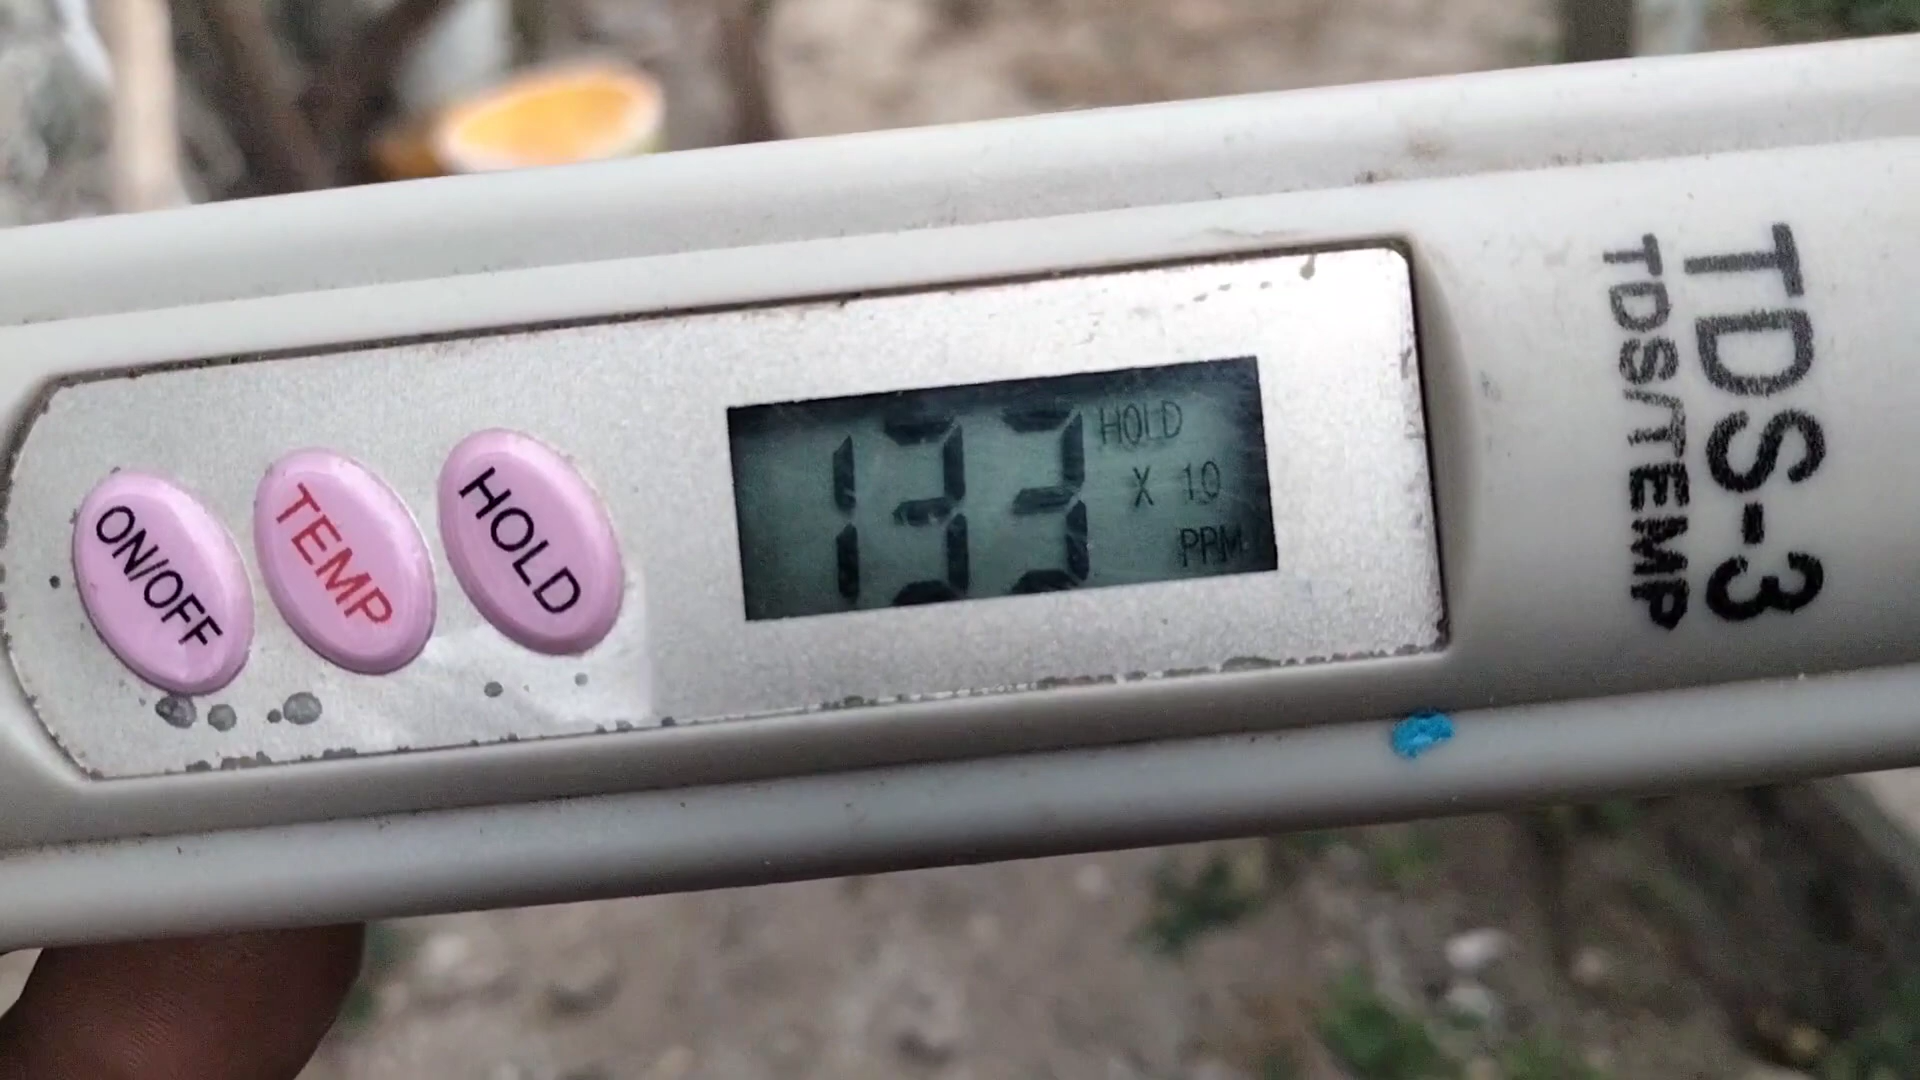 ON/OFF
TEMP
HOLD
133
HOLD
X 10
PPM
TDS-3
TDS/TEMP